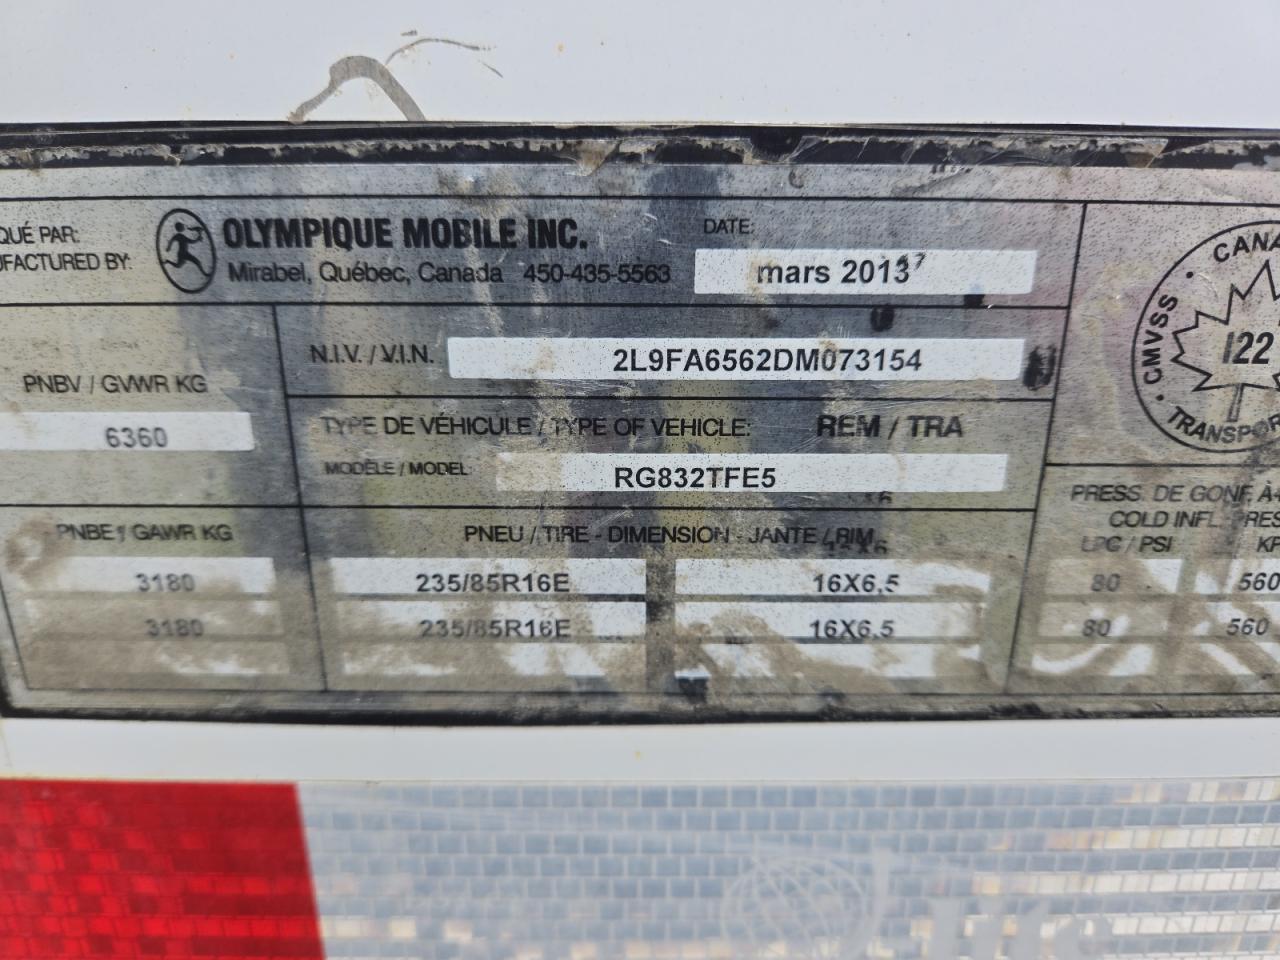 QUÉ PAR:
FACTURED BY:
OLYMPIQUE MOBILE INC.
Mirabel, Québec, Canada 450-435-5563
DATE:
mars 2013
CANA
CMVSS
122
TRANSPOR
PNBV / GVWR KG
6360
N.I.V. / V.I.N.
2L9FA6562DM073154
TYPE DE VÉHICULE / TYPE OF VEHICLE: REM / TRA
MODÈLE / MODEL: RG832TFE5
PNBE / GAWR KG
PNEU / TIRE - DIMENSION - JANTE / RIM
PRESS. DE GONF. À
COLD INFL. PRES
LPC / PSI KP
3180 235/85R16E 16X6,5 80 560
3180 235/85R16E 16X6,5 80 560